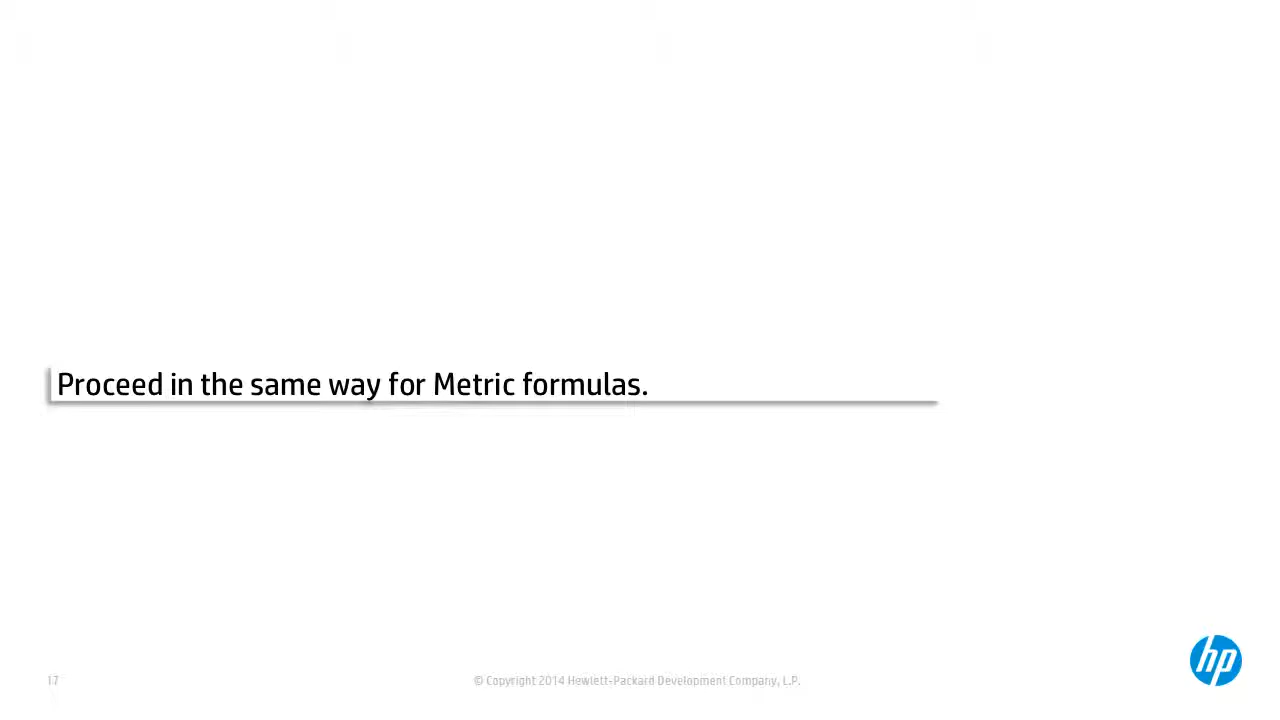 Proceed in the same way for Metric formulas.
hp
17
© Copyright 2014 Hewlett-Packard Development Company, L.P.